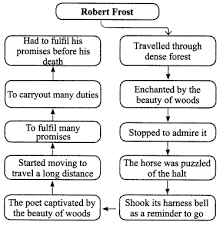 Robert Frost
Travelled through
dense forest
Enchanted by the
beauty of woods
Stopped to admire it
The horse was puzzled
of the halt
Shook its harness bell
as a reminder to go
The poet captivated by
the beauty of woods
Started moving to
travel a long distance
To fulfil many
promises
To carryout many duties
Had to fulfil his
promises before his
death